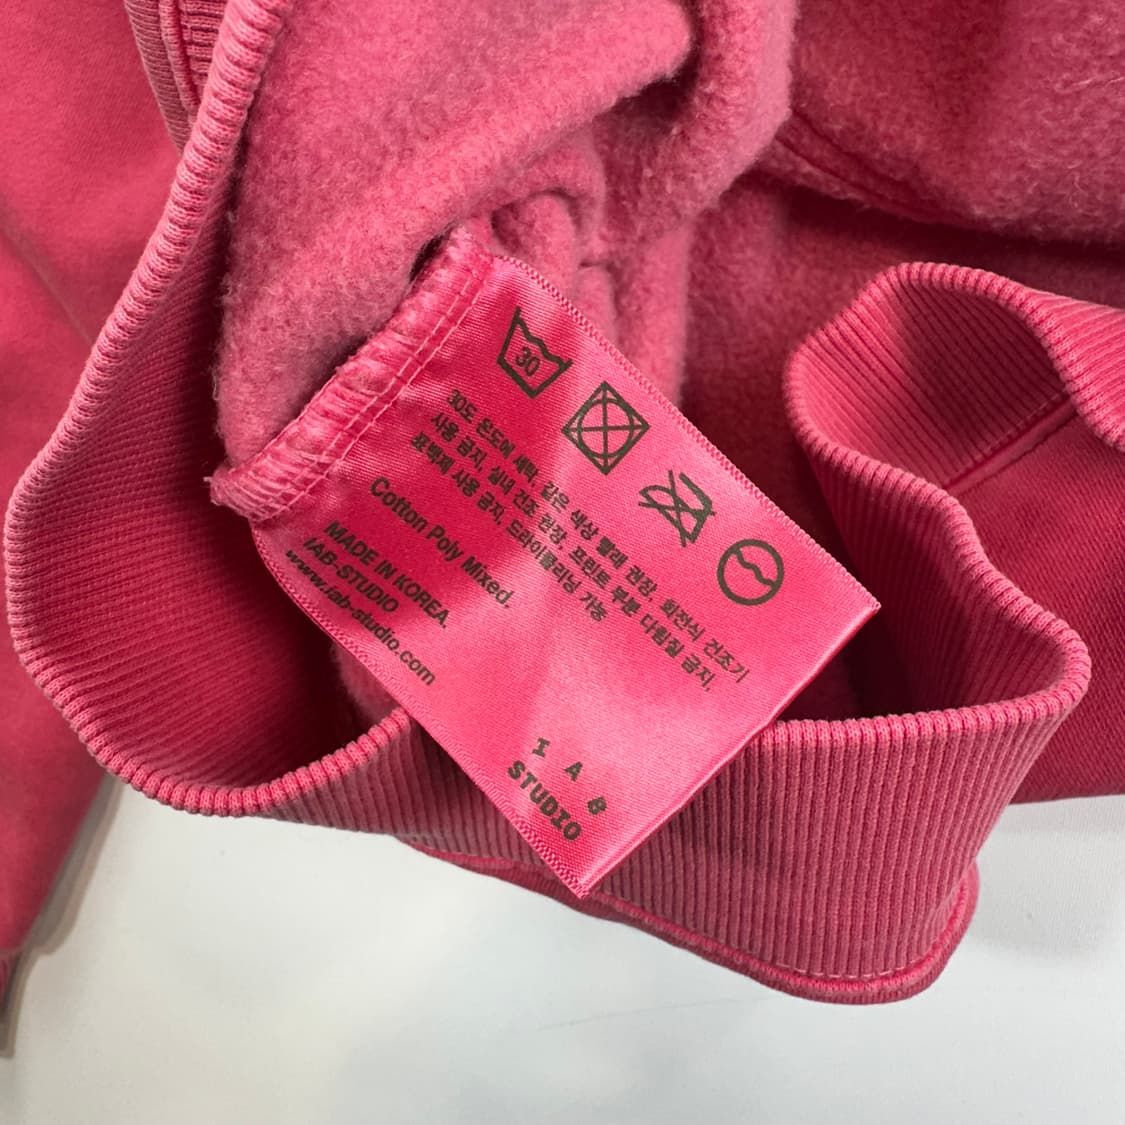 30
30도 온도에 세탁, 같은 색상 빨래 권장, 회전식 건조기
사용 금지, 실내 건조 권장, 프린트 부분 다림질 금지,
표백제 사용 금지, 드라이클리닝 가능
Cotton Poly Mixed.
MADE IN KOREA.
IAB-STUDIO
www.iab-studio.com
I A B
STUDIO